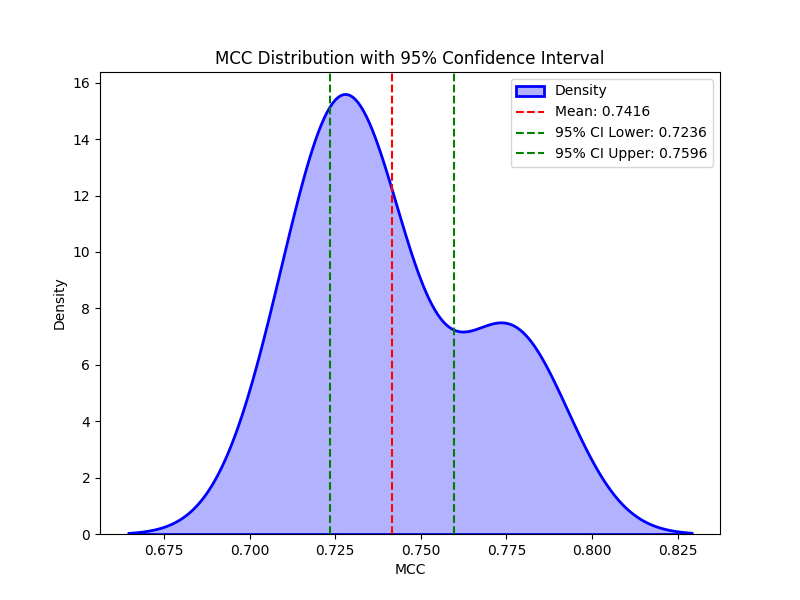 MCC Distribution with 95% Confidence Interval
Density
Mean: 0.7416
95% CI Lower: 0.7236
95% CI Upper: 0.7596
16
14
12
10
8
6
4
2
0
Density
0.675 0.700 0.725 0.750 0.775 0.800 0.825
MCC